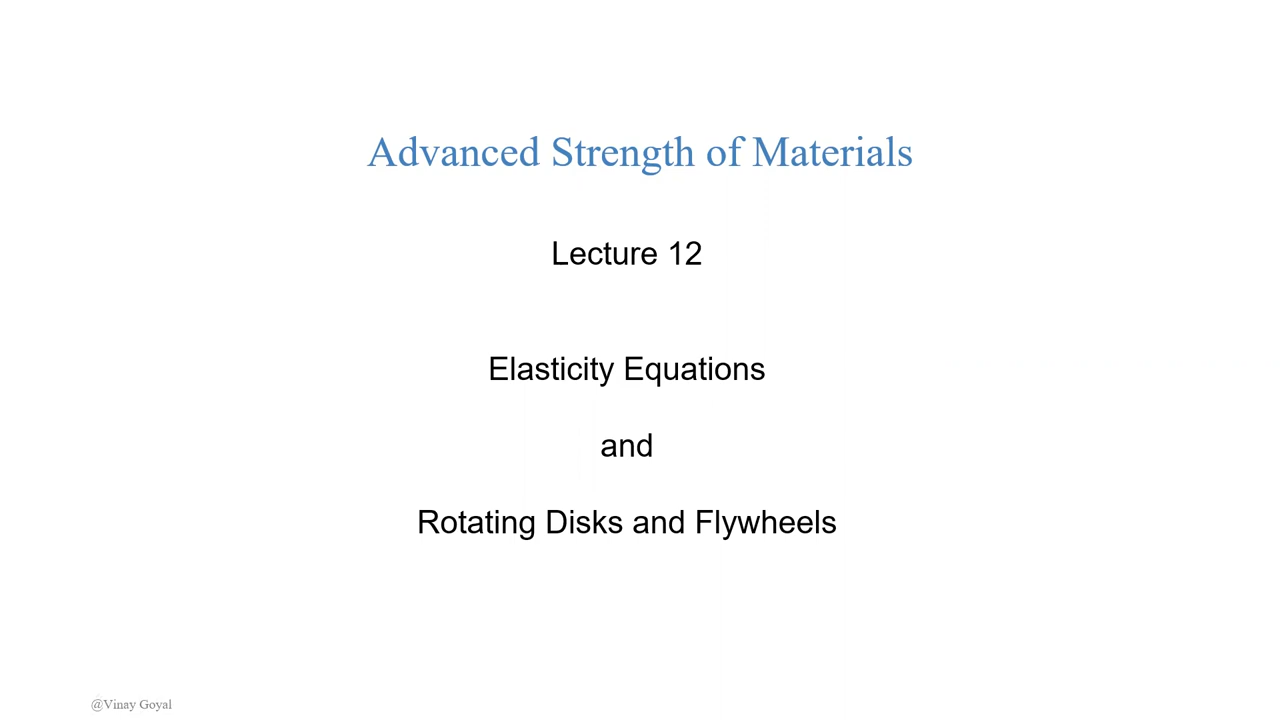 Advanced Strength of Materials
Lecture 12
Elasticity Equations
and
Rotating Disks and Flywheels
@Vinay Goyal